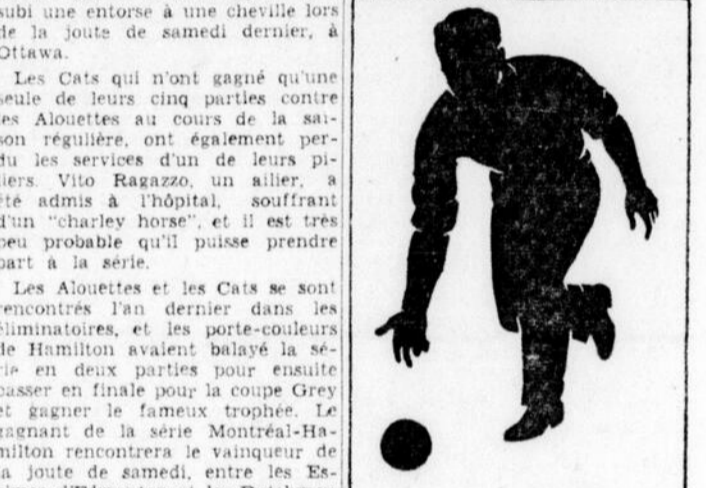 subi une entorse à une cheville lors
de la joute de samedi dernier, à
Ottawa.
Les Cats qui n'ont gagné qu'une
seule de leurs cinq parties contre
les Alouettes au cours de la sai-
son régulière, ont également per-
du les services d'un de leurs pi-
liers. Vito Ragazzo, un ailier, a
été admis à l'hôpital, souffrant
d'un "charley horse", et il est très
peu probable qu'il puisse prendre
part à la série.
Les Alouettes et les Cats se sont
rencontrés l'an dernier dans les
éliminatoires, et les porte-couleurs
de Hamilton avaient balayé la sé-
rie en deux parties pour ensuite
passer en finale pour la coupe Grey
et gagner le fameux trophée. Le
gagnant de la série Montréal-Ha-
milton rencontrera le vainqueur de
la joute de samedi, entre les Es-